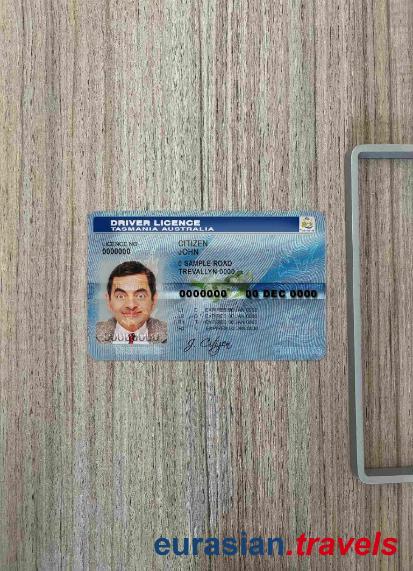 DRIVER LICENCE
TASMANIA AUSTRALIA
LICENCE NO
0000000
CITIZEN
JOHN
0 SAMPLE ROAD
TREVALLYN 0000
0000000 00 DEC 0000
J. Citizen
eurasian.travels